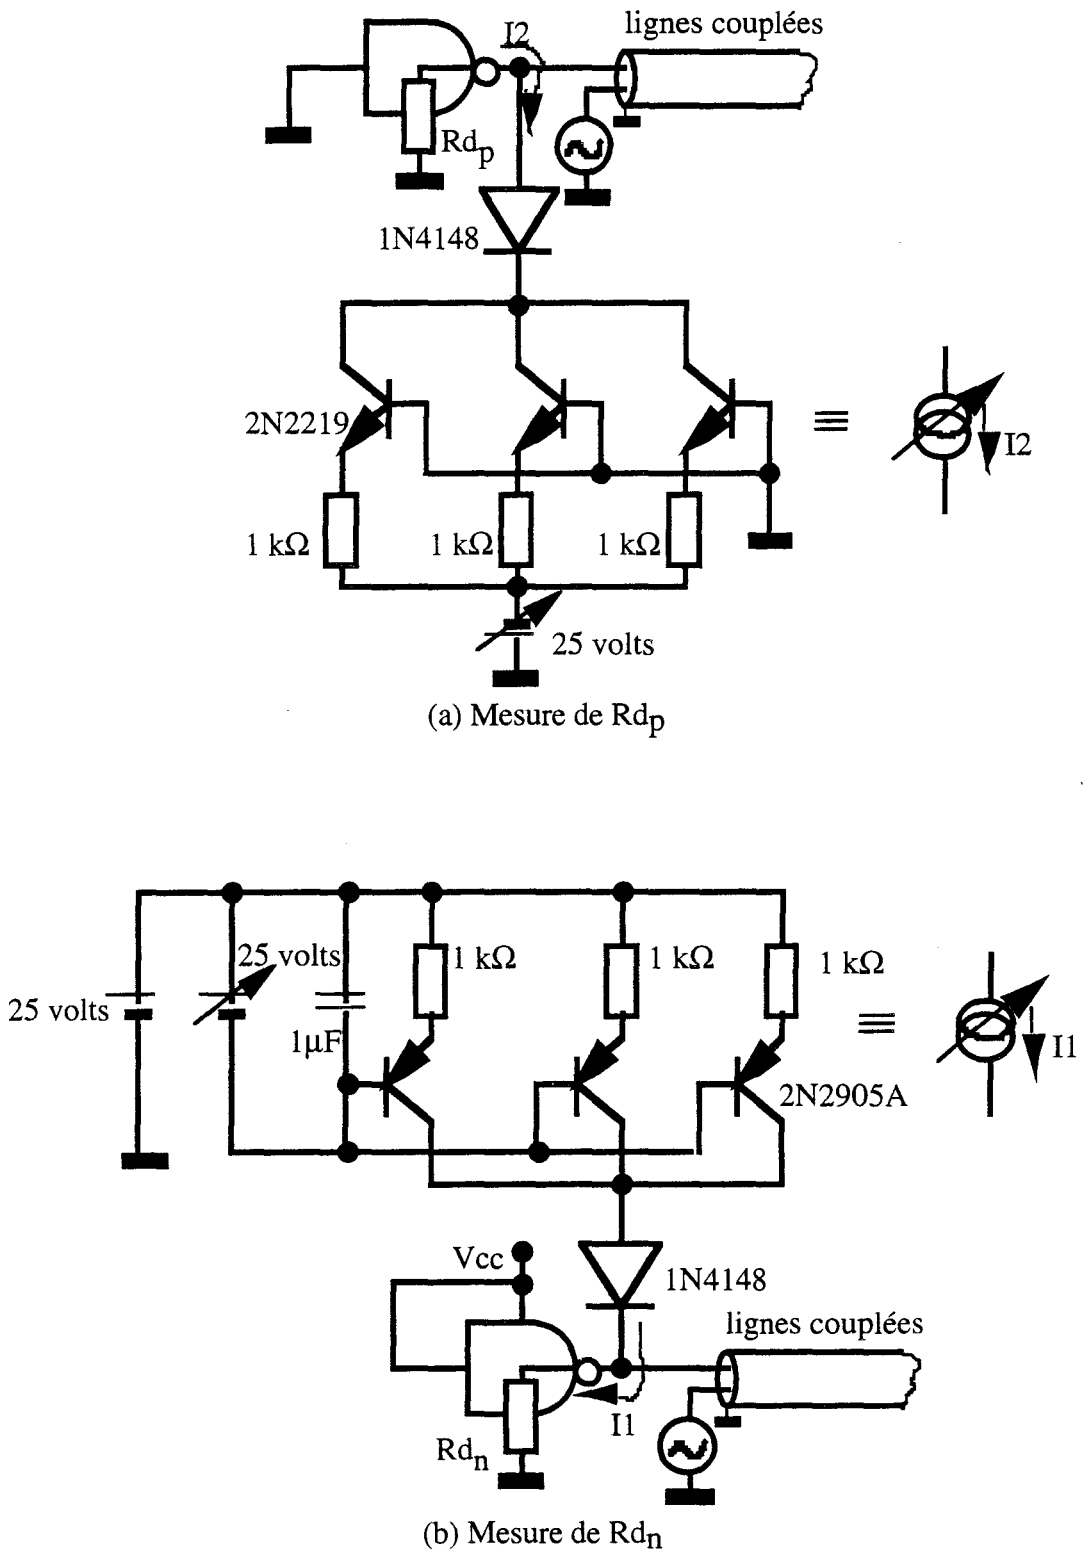 lignes couplées
I2
Rdp
1N4148
2N2219
I2
1 kΩ
1 kΩ
1 kΩ
25 volts
(a) Mesure de Rdp
25 volts
25 volts
1μF
1 kΩ
1 kΩ
1 kΩ
I1
2N2905A
Vcc
1N4148
lignes couplées
I1
Rdn
(b) Mesure de Rdn